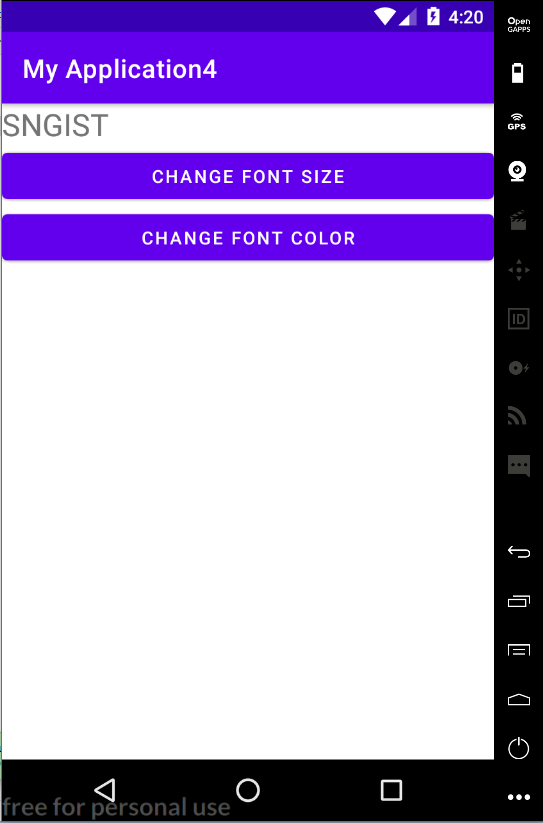 4:20
Open
GAPPS
My Application4
SNGIST
GPS
CHANGE FONT SIZE
CHANGE FONT COLOR
ID
free for personal use